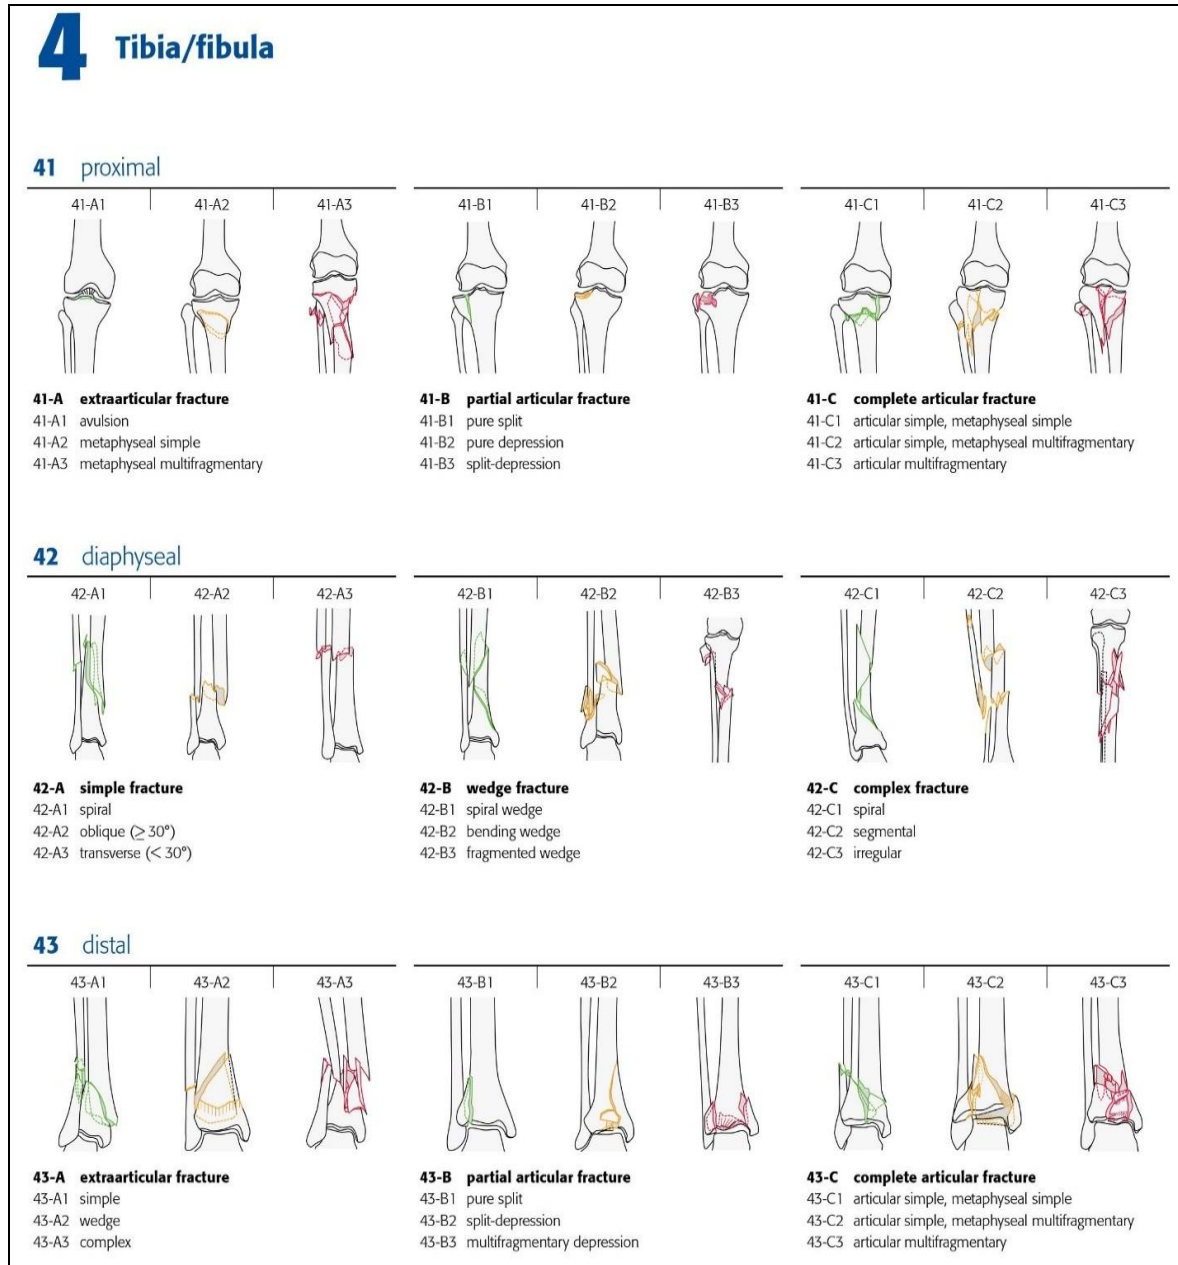 4 Tibia/fibula
41 proximal
41-A1 41-A2 41-A3 41-B1 41-B2 41-B3 41-C1 41-C2 41-C3
41-A extraarticular fracture
41-A1 avulsion
41-A2 metaphyseal simple
41-A3 metaphyseal multifragmentary
41-B partial articular fracture
41-B1 pure split
41-B2 pure depression
41-B3 split-depression
41-C complete articular fracture
41-C1 articular simple, metaphyseal simple
41-C2 articular simple, metaphyseal multifragmentary
41-C3 articular multifragmentary
42 diaphyseal
42-A1 42-A2 42-A3 42-B1 42-B2 42-B3 42-C1 42-C2 42-C3
42-A simple fracture
42-A1 spiral
42-A2 oblique (≥ 30°)
42-A3 transverse (< 30°)
42-B wedge fracture
42-B1 spiral wedge
42-B2 bending wedge
42-B3 fragmented wedge
42-C complex fracture
42-C1 spiral
42-C2 segmental
42-C3 irregular
43 distal
43-A1 43-A2 43-A3 43-B1 43-B2 43-B3 43-C1 43-C2 43-C3
43-A extraarticular fracture
43-A1 simple
43-A2 wedge
43-A3 complex
43-B partial articular fracture
43-B1 pure split
43-B2 split-depression
43-B3 multifragmentary depression
43-C complete articular fracture
43-C1 articular simple, metaphyseal simple
43-C2 articular simple, metaphyseal multifragmentary
43-C3 articular multifragmentary